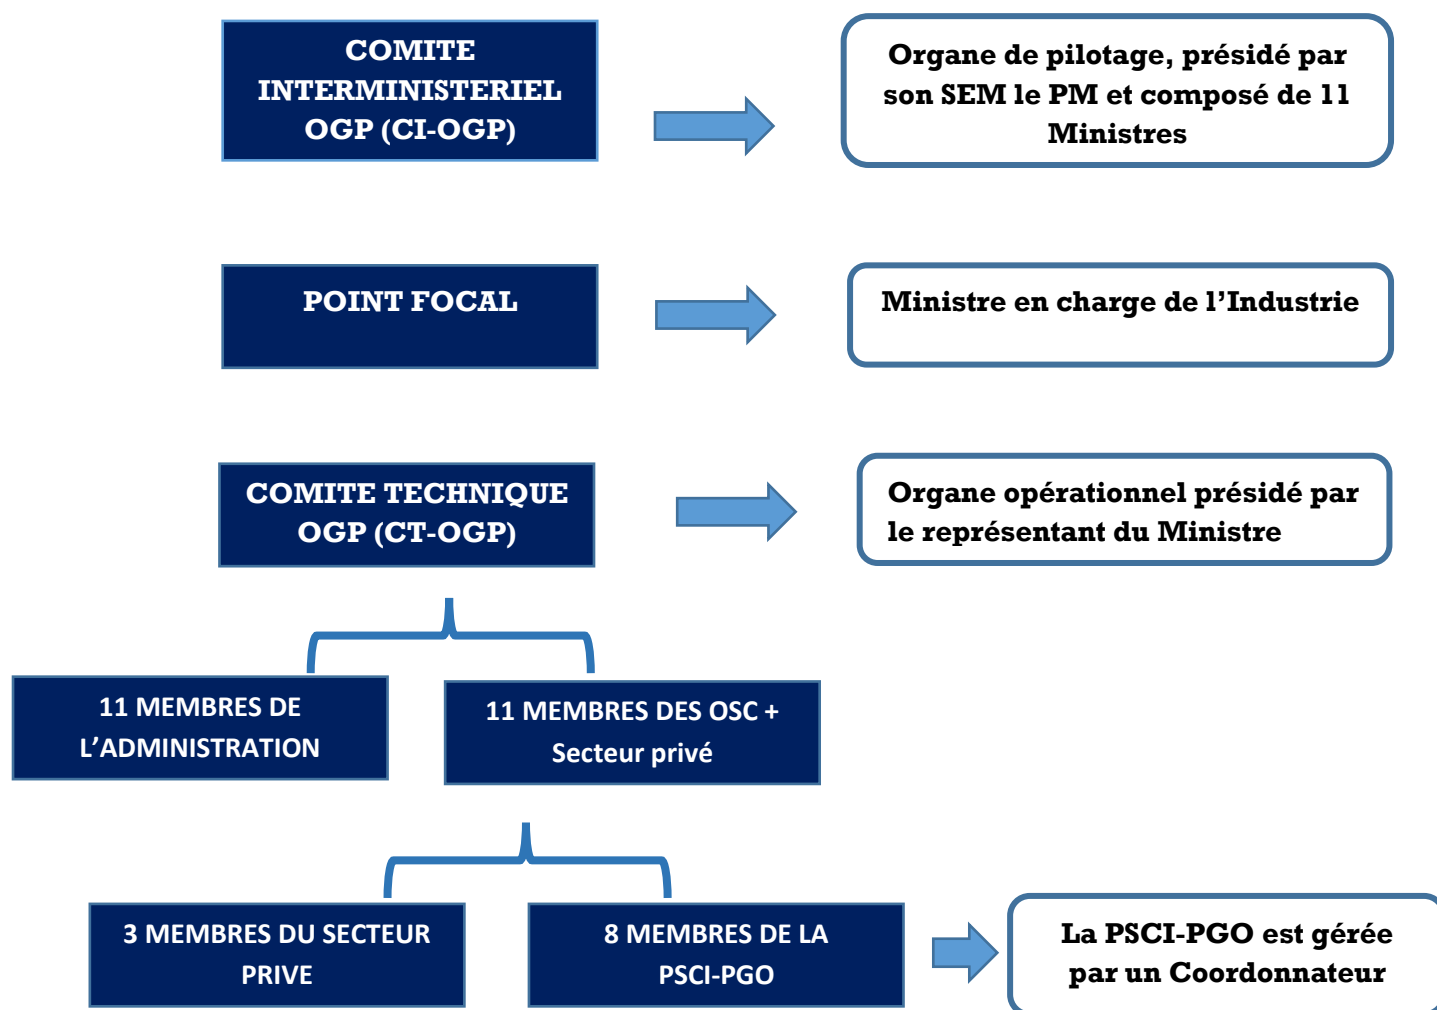 COMITE
INTERMINISTERIEL
OGP (CI-OGP)
Organe de pilotage, présidé par
son SEM le PM et composé de 11
Ministres
POINT FOCAL
Ministre en charge de l’Industrie
COMITE TECHNIQUE
OGP (CT-OGP)
Organe opérationnel présidé par
le représentant du Ministre
11 MEMBRES DE
L’ADMINISTRATION
11 MEMBRES DES OSC +
Secteur privé
3 MEMBRES DU SECTEUR
PRIVE
8 MEMBRES DE LA
PSCI-PGO
La PSCI-PGO est gérée
par un Coordonnateur